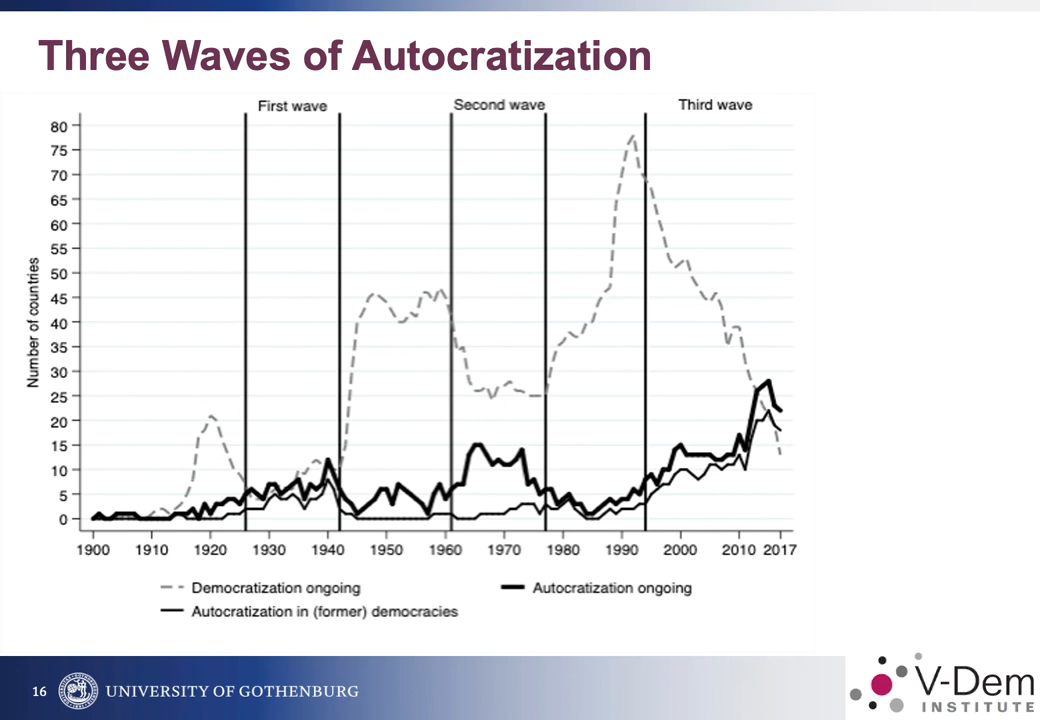 Three Waves of Autocratization
First wave
Second wave
Third wave
Number of countries
80
75
70
65
60
55
50
45
40
35
30
25
20
15
10
5
0
1900 1910 1920 1930 1940 1950 1960 1970 1980 1990 2000 2010 2017
Democratization ongoing
Autocratization ongoing
Autocratization in (former) democracies
16
UNIVERSITY OF GOTHENBURG
V-Dem
INSTITUTE